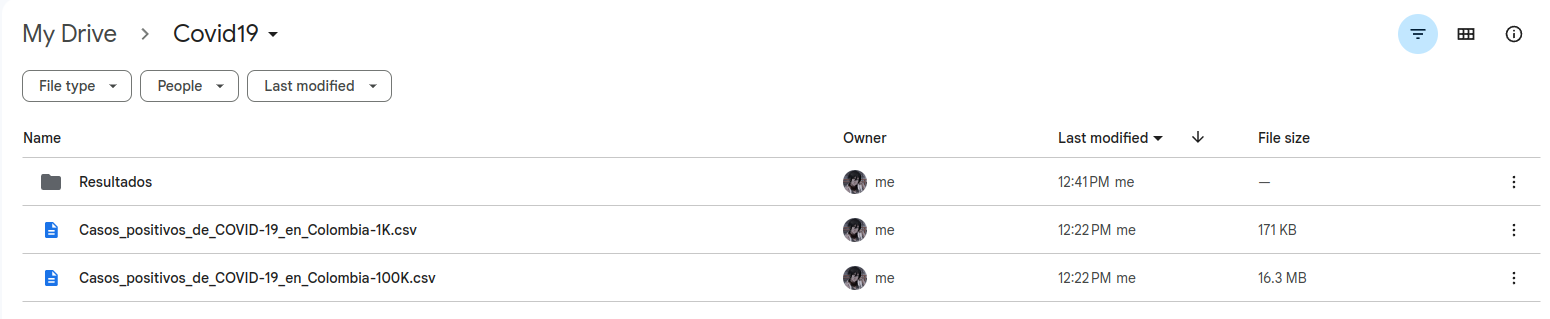 My Drive > Covid19
File type People Last modified
Name Owner Last modified File size
Resultados me 12:41 PM me —
Casos_positivos_de_COVID-19_en_Colombia-1K.csv me 12:22 PM me 171 KB
Casos_positivos_de_COVID-19_en_Colombia-100K.csv me 12:22 PM me 16.3 MB